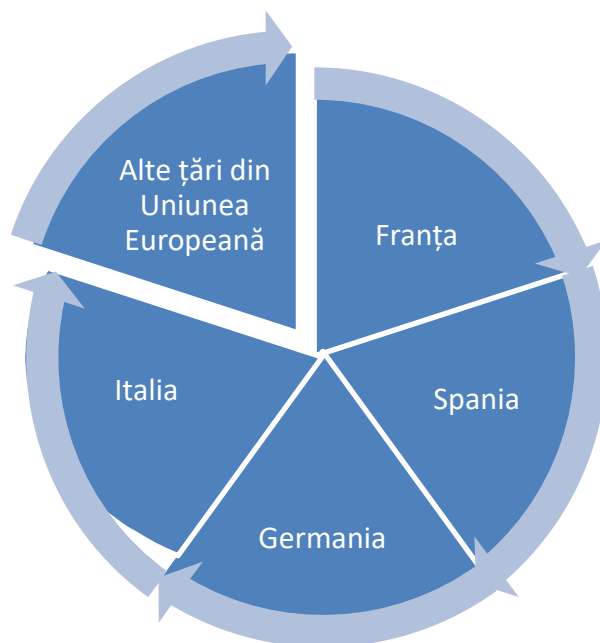 Alte țări din
Uniunea
Europeană
Franța
Spania
Germania
Italia